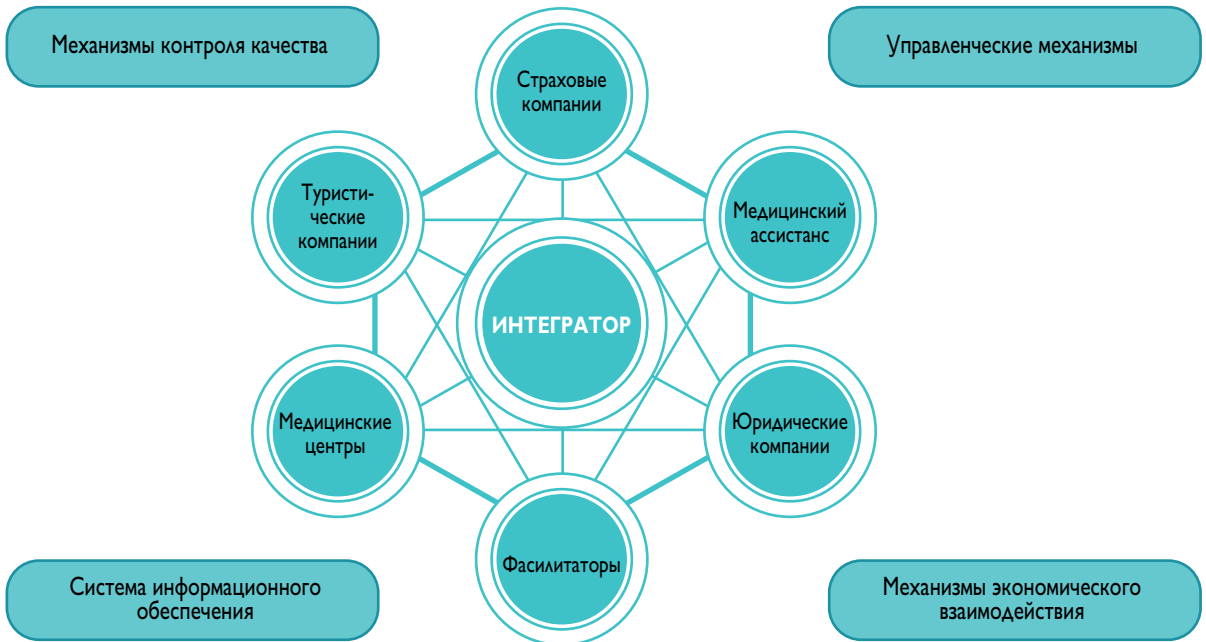 Механизмы контроля качества
Управленческие механизмы
Страховые
компании
Туристи-
ческие
компании
Медицинский
ассистанс
ИНТЕГРАТОР
Медицинские
центры
Юридические
компании
Фасилитаторы
Система информационного
обеспечения
Механизмы экономического
взаимодействия